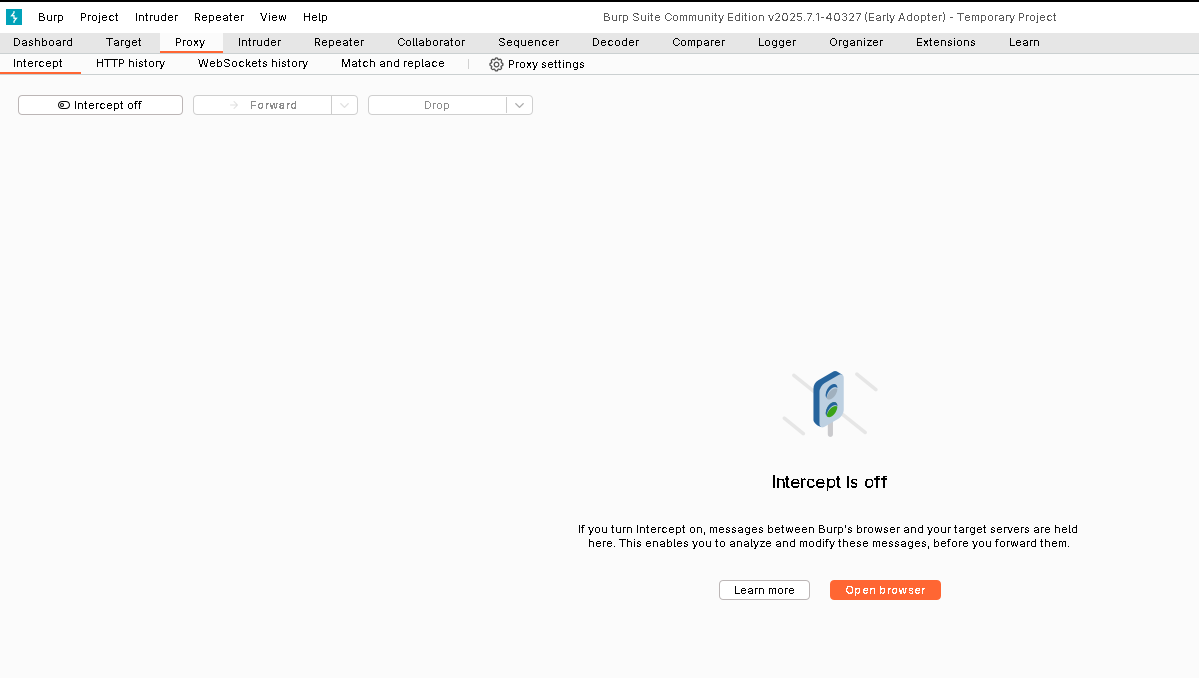 Burp Project Intruder Repeater View Help Burp Suite Community Edition v2025.7.1-40327 (Early Adopter) - Temporary Project
Dashboard Target Proxy Intruder Repeater Collaborator Sequencer Decoder Comparer Logger Organizer Extensions Learn
Intercept HTTP history WebSockets history Match and replace Proxy settings
Intercept off Forward Drop
Intercept is off
If you turn Intercept on, messages between Burp's browser and your target servers are held
here. This enables you to analyze and modify these messages, before you forward them.
Learn more Open browser